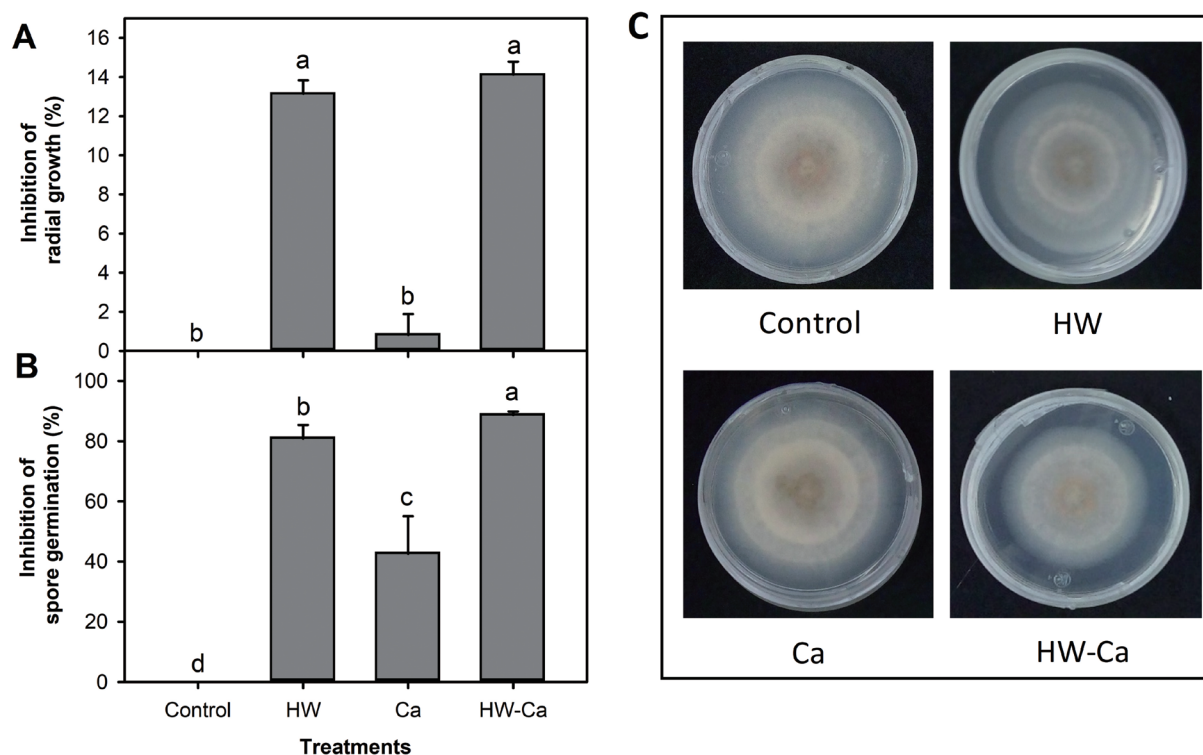 A
Inhibition of
radial growth (%)
16
14
12
10
8
6
4
2
0
b
a
b
a
B
Inhibition of
spore germination (%)
100
80
60
40
20
0
d
b
c
a
Control
HW
Ca
HW-Ca
Treatments
C
Control
HW
Ca
HW-Ca